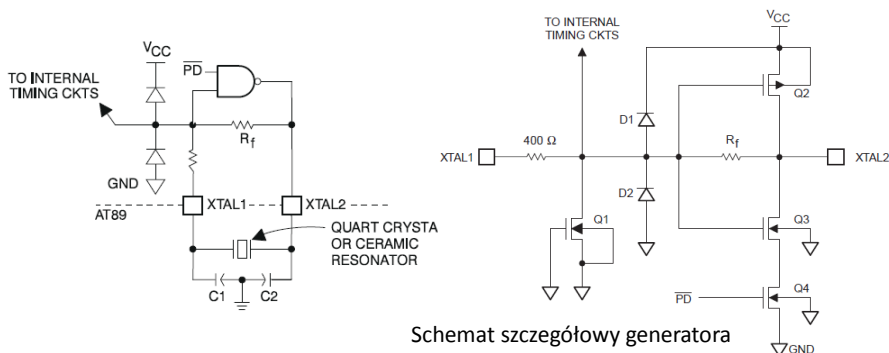 VCC
PD
TO INTERNAL
TIMING CKTS
Rf
GND
AT89
XTAL1
XTAL2
QUART CRYSTA
OR CERAMIC
RESONATOR
C1
C2
TO INTERNAL
TIMING CKTS
VCC
Q2
D1
XTAL1
400 Ω
Rf
XTAL2
D2
Q1
Q3
PD
Q4
GND
Schemat szczegółowy generatora